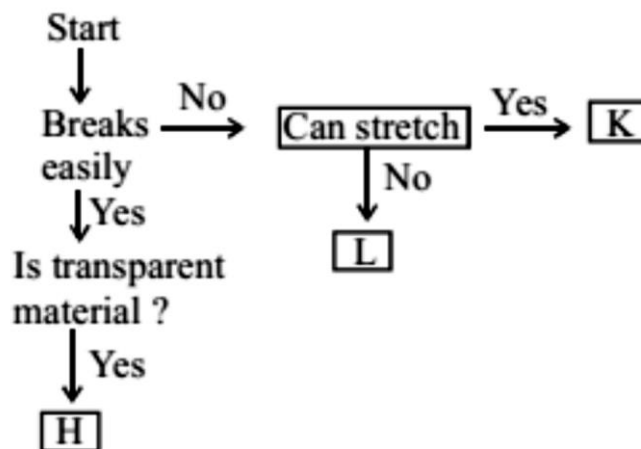 Start
No
Yes
Breaks
easily
Can stretch
K
No
Yes
L
Is transparent
material ?
Yes
H